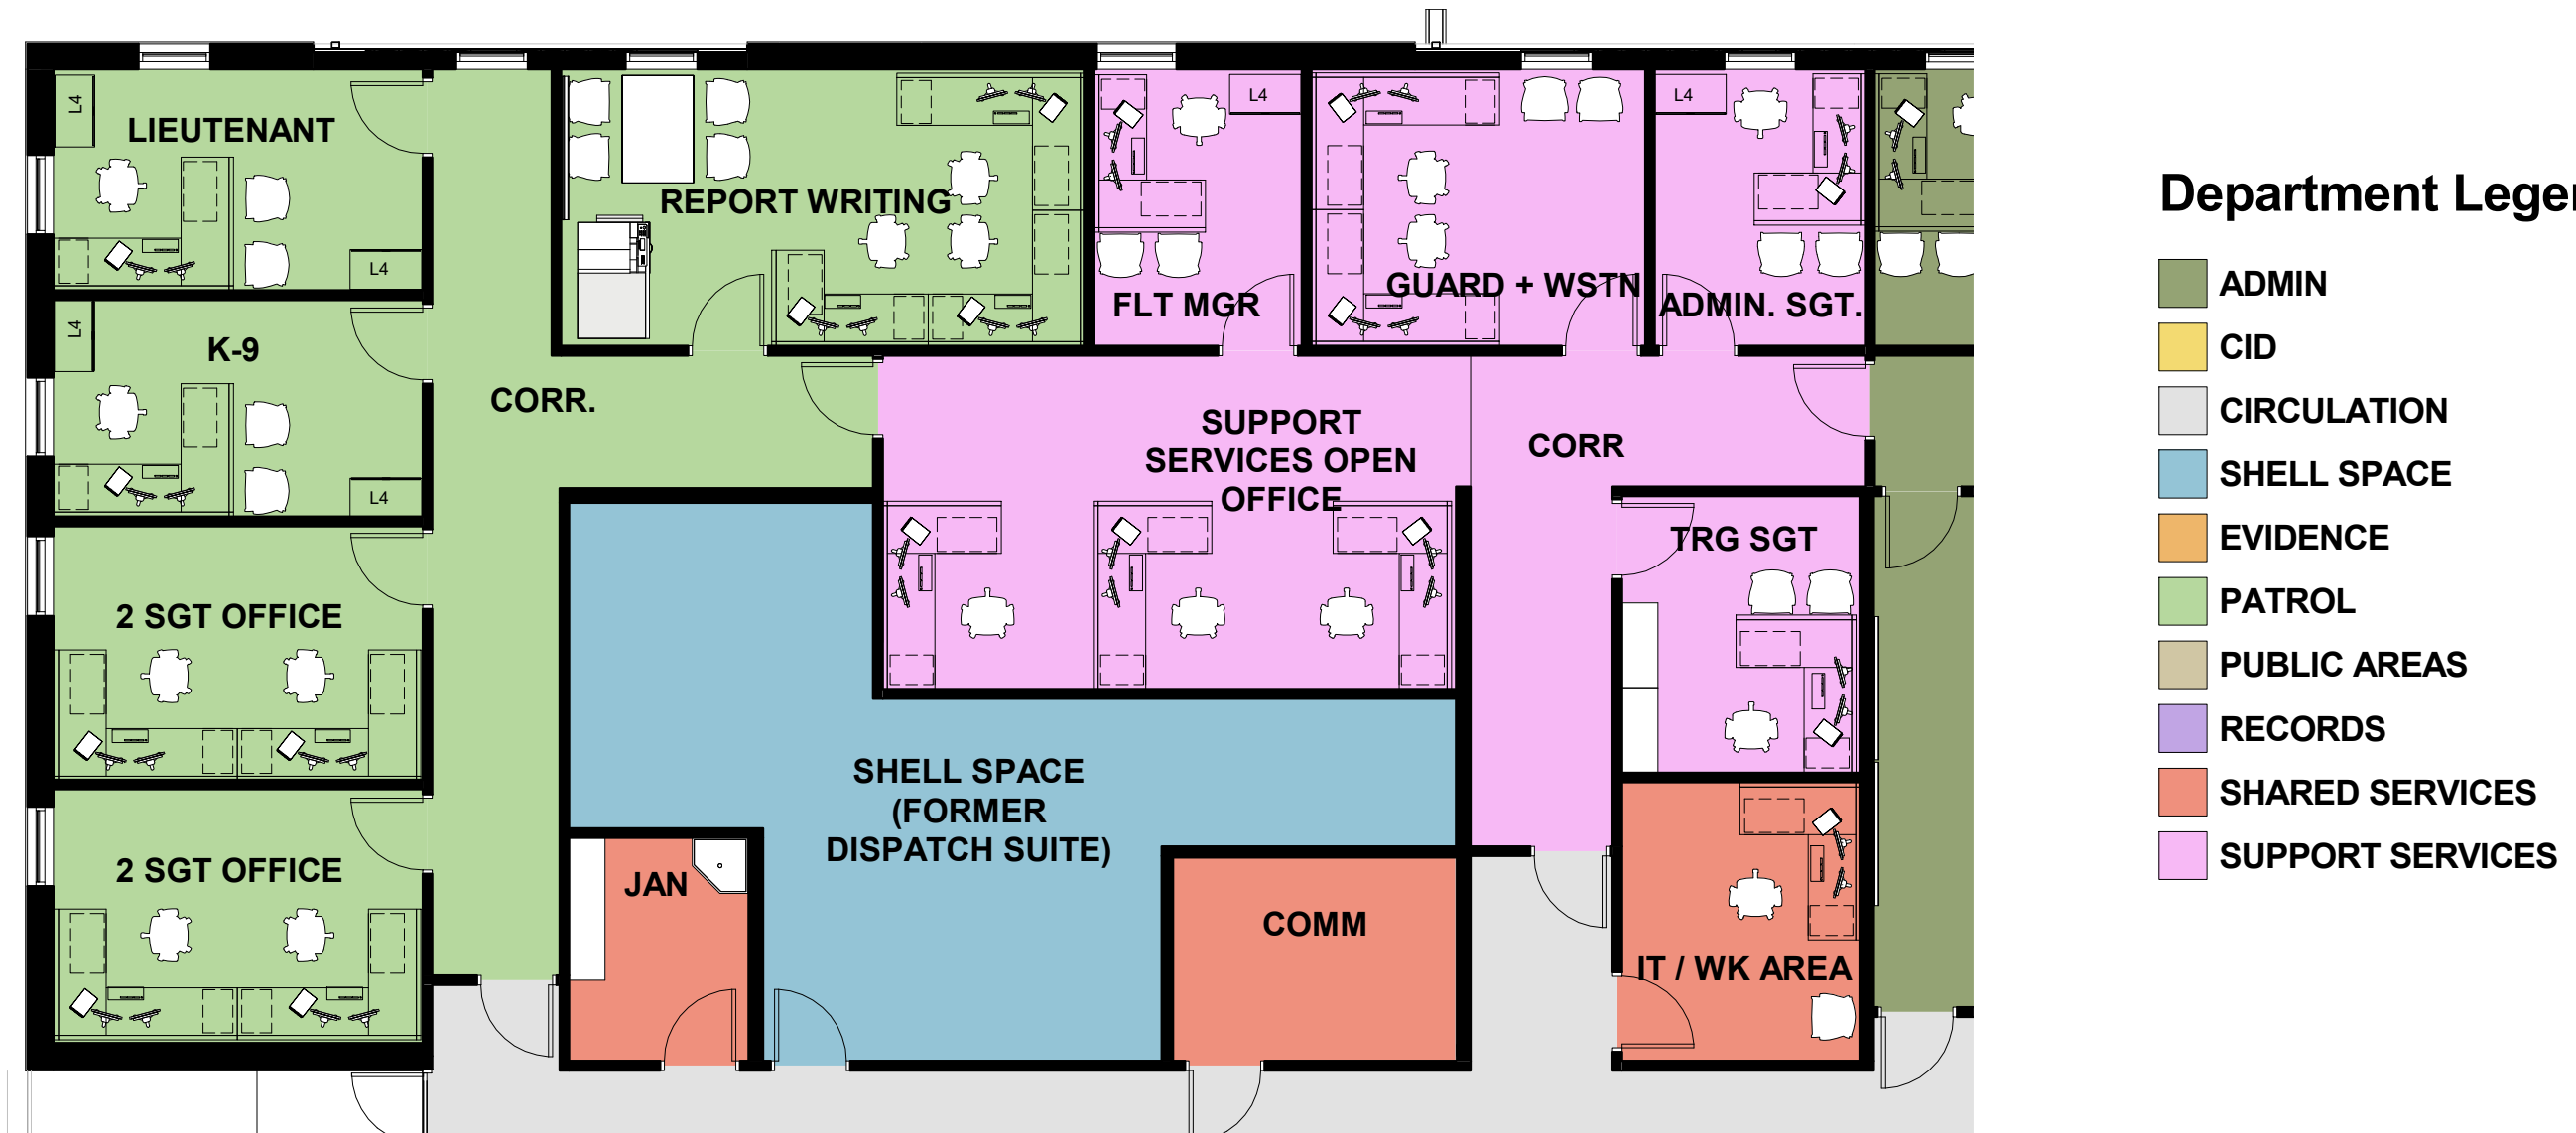 L4
LIEUTENANT
L4
L4
K-9
L4
2 SGT OFFICE
2 SGT OFFICE
CORR.
REPORT WRITING
L4
FLT MGR
GUARD + WSTN
L4
ADMIN. SGT.
SUPPORT
SERVICES OPEN
OFFICE
CORR
TRG SGT
SHELL SPACE
(FORMER
DISPATCH SUITE)
JAN
COMM
IT / WK AREA
Department Lege
ADMIN
CID
CIRCULATION
SHELL SPACE
EVIDENCE
PATROL
PUBLIC AREAS
RECORDS
SHARED SERVICES
SUPPORT SERVICES